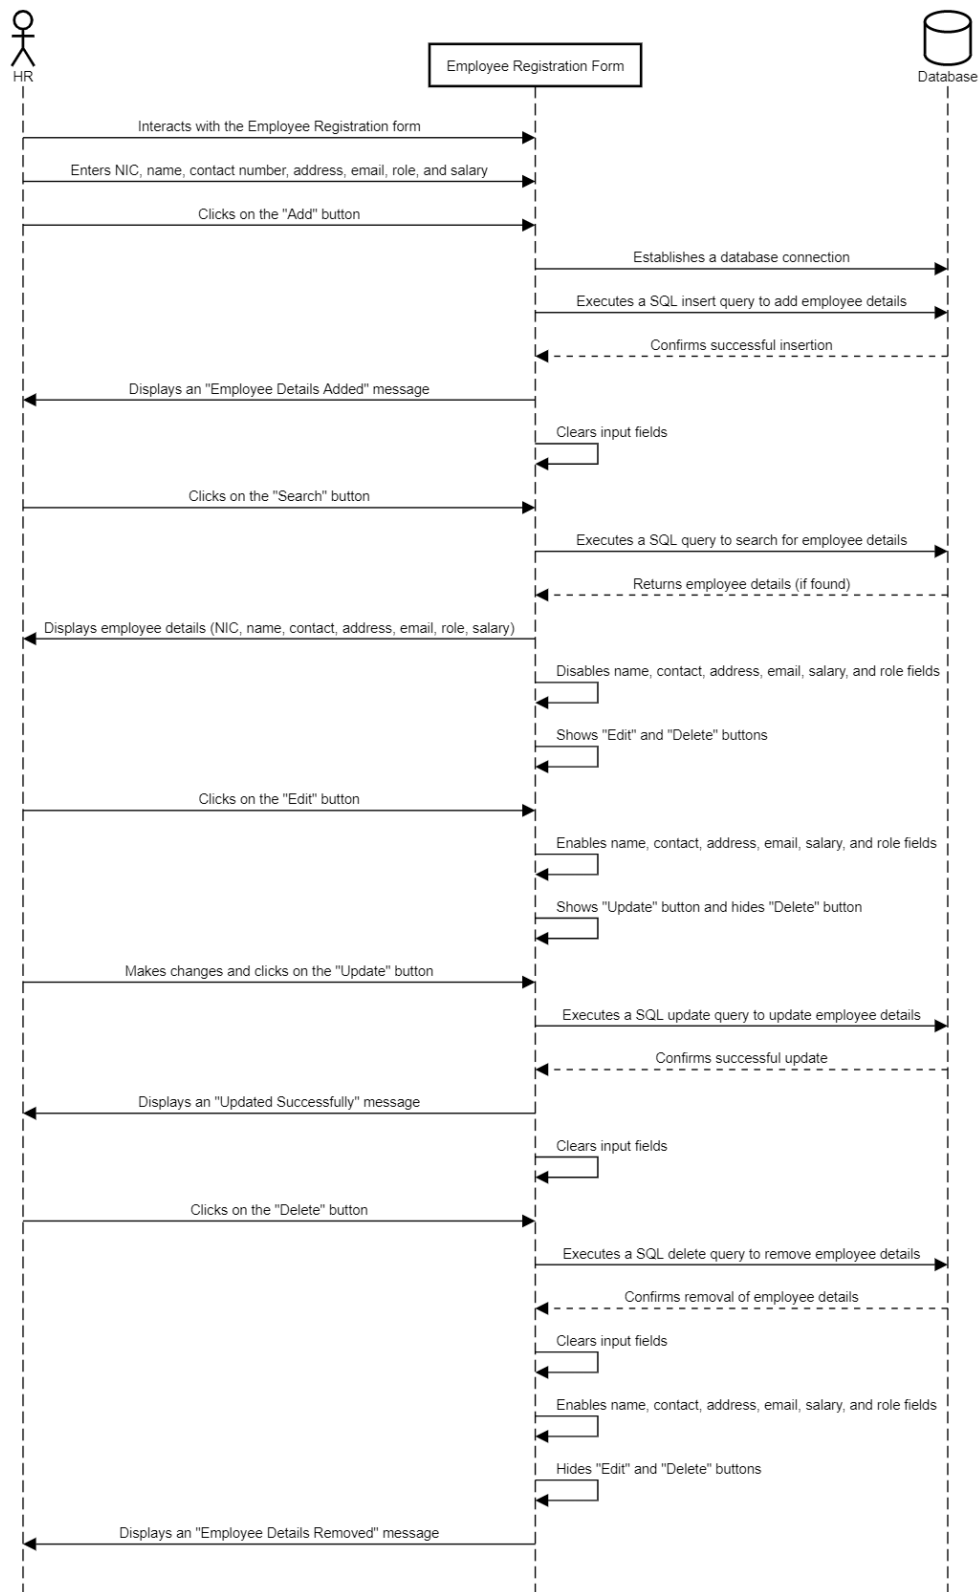 HR
Employee Registration Form
Database
Interacts with the Employee Registration form
Enters NIC, name, contact number, address, email, role, and salary
Clicks on the "Add" button
Establishes a database connection
Executes a SQL insert query to add employee details
Confirms successful insertion
Displays an "Employee Details Added" message
Clears input fields
Clicks on the "Search" button
Executes a SQL query to search for employee details
Returns employee details (if found)
Displays employee details (NIC, name, contact, address, email, role, salary)
Disables name, contact, address, email, salary, and role fields
Shows "Edit" and "Delete" buttons
Clicks on the "Edit" button
Enables name, contact, address, email, salary, and role fields
Shows "Update" button and hides "Delete" button
Makes changes and clicks on the "Update" button
Executes a SQL update query to update employee details
Confirms successful update
Displays an "Updated Successfully" message
Clears input fields
Clicks on the "Delete" button
Executes a SQL delete query to remove employee details
Confirms removal of employee details
Clears input fields
Enables name, contact, address, email, salary, and role fields
Hides "Edit" and "Delete" buttons
Displays an "Employee Details Removed" message